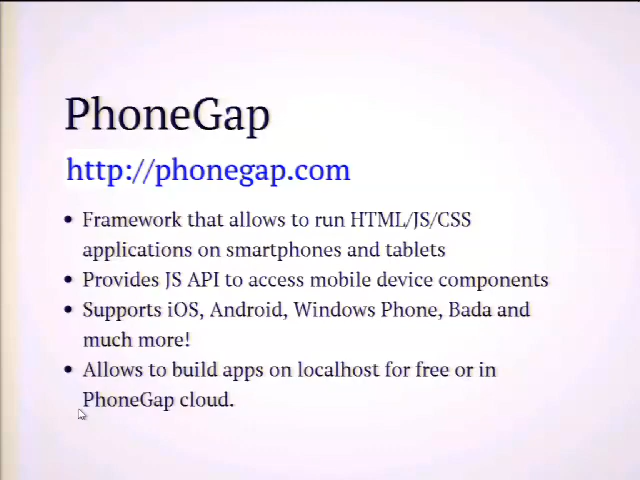 PhoneGap
http://phonegap.com
• Framework that allows to run HTML/JS/CSS
applications on smartphones and tablets
• Provides JS API to access mobile device components
• Supports iOS, Android, Windows Phone, Bada and
much more!
• Allows to build apps on localhost for free or in
PhoneGap cloud.